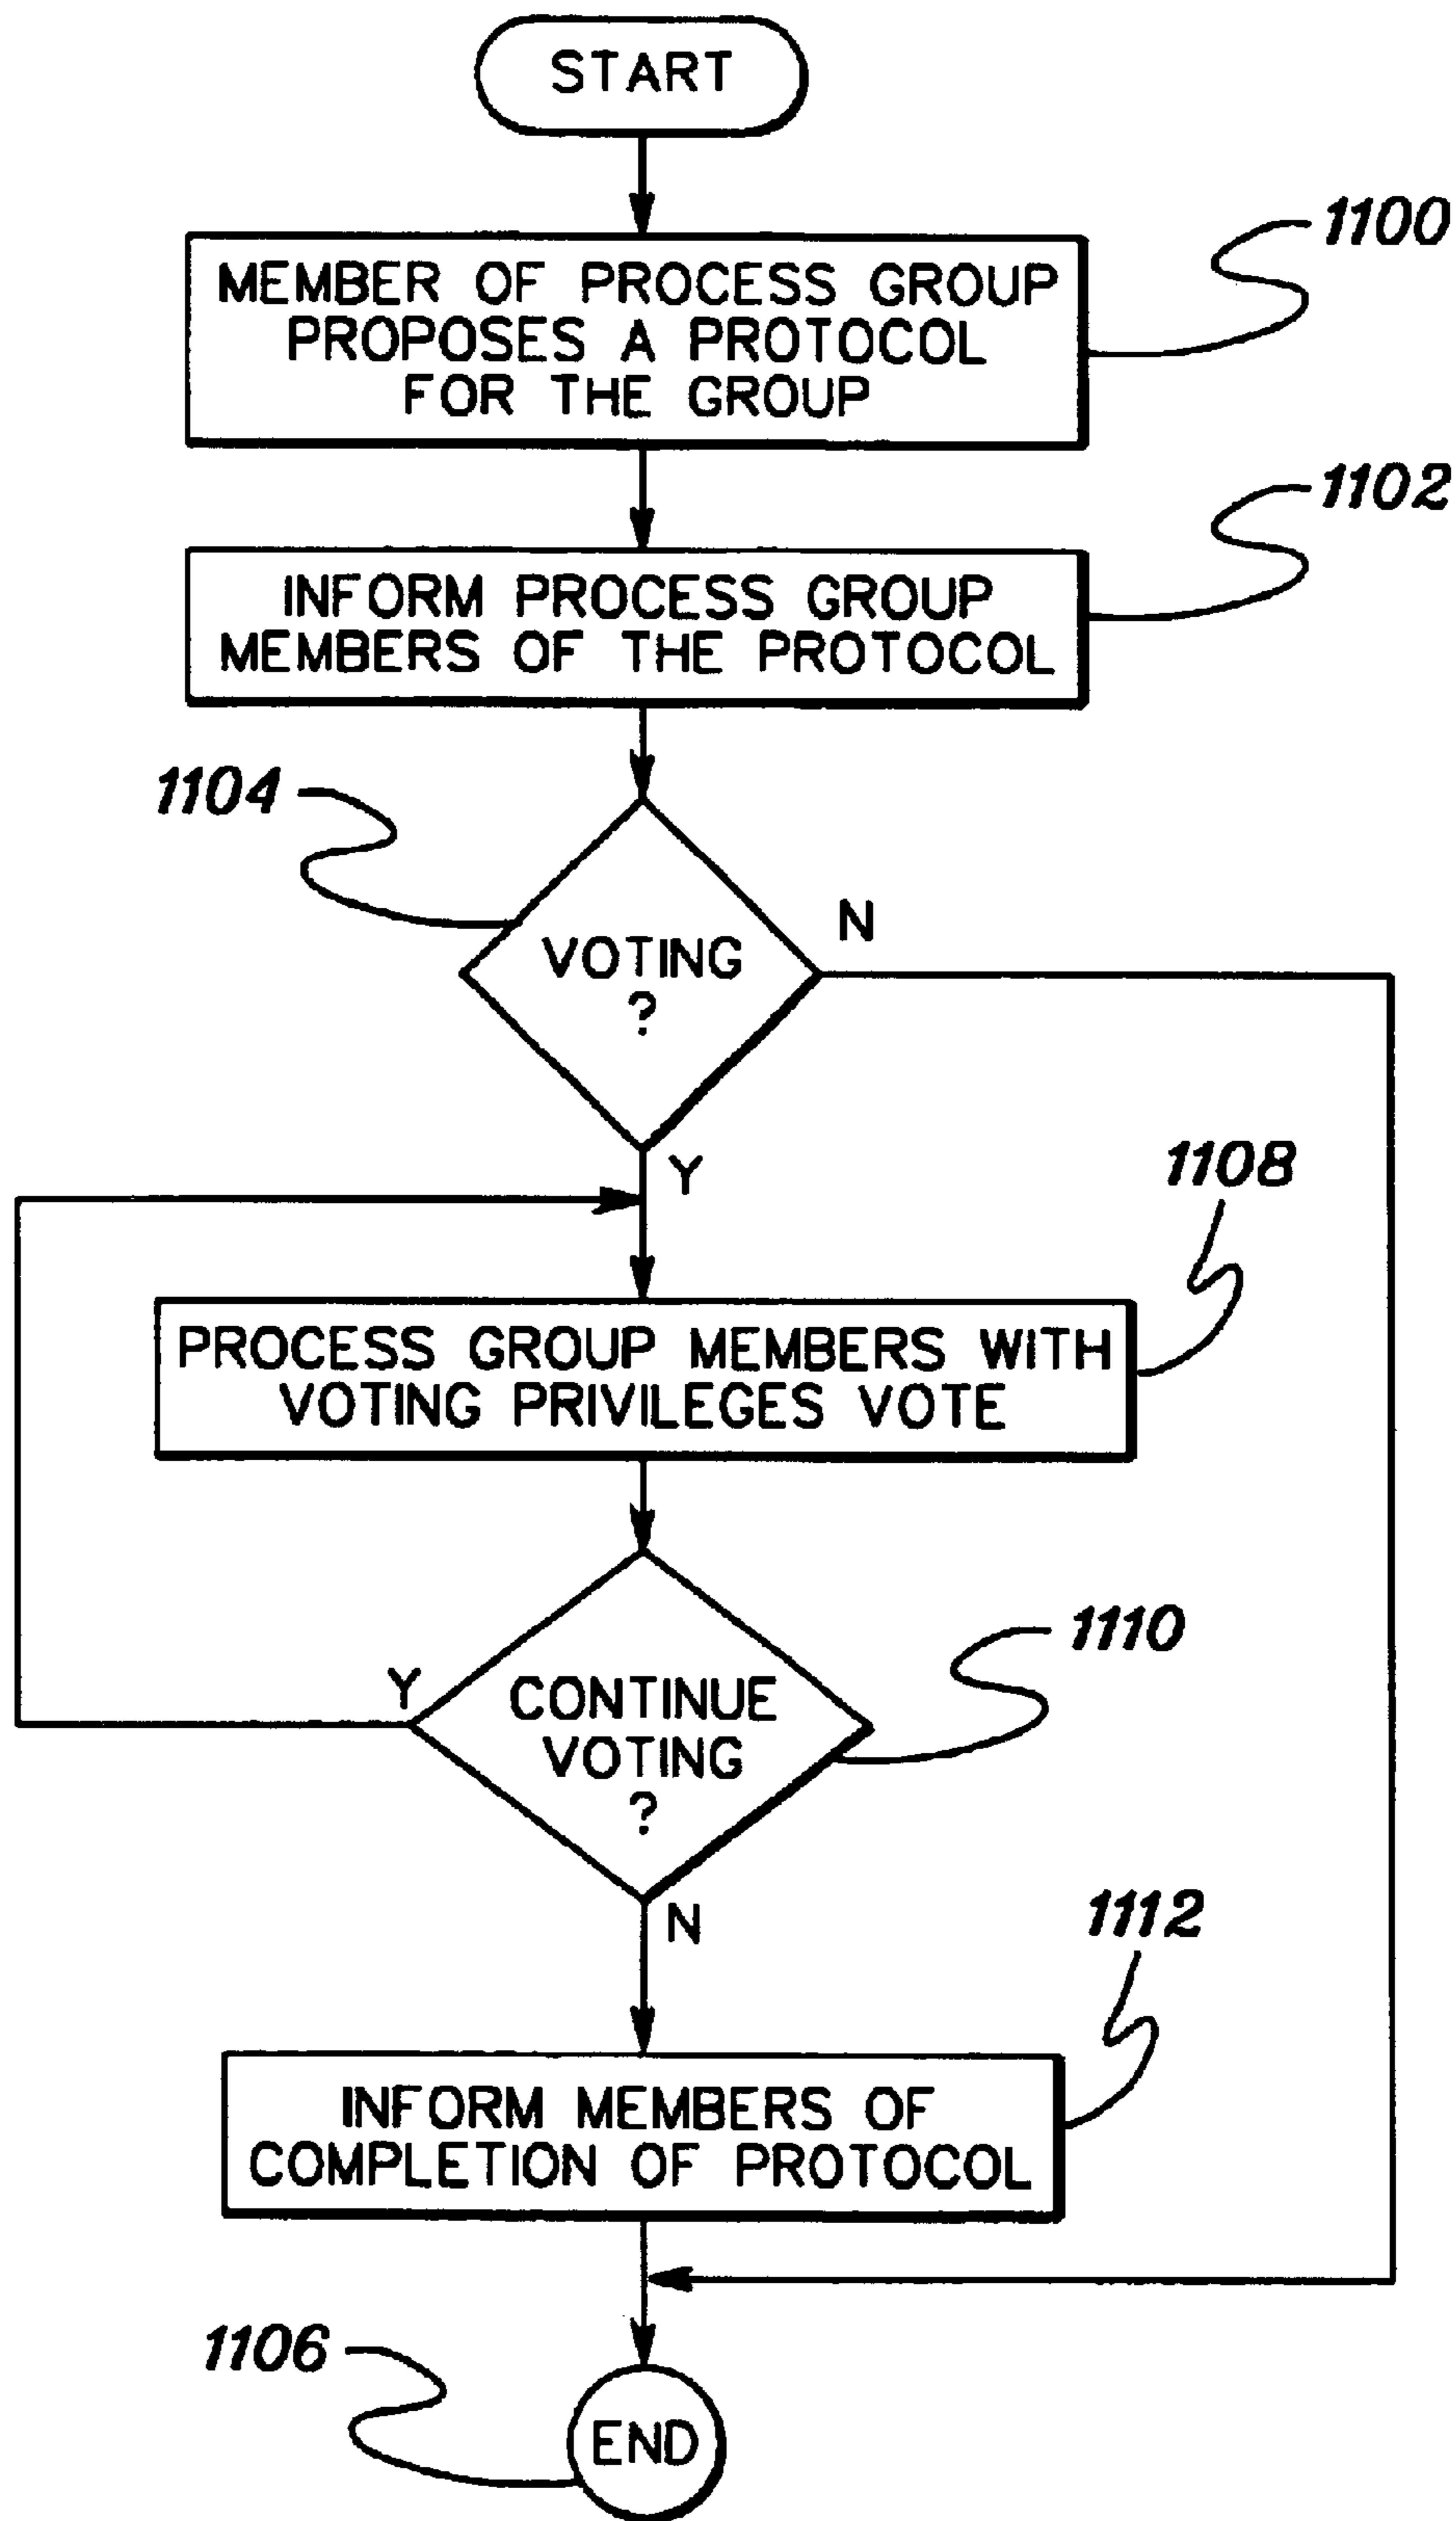 START
1100
MEMBER OF PROCESS GROUP
PROPOSES A PROTOCOL
FOR THE GROUP
1102
INFORM PROCESS GROUP
MEMBERS OF THE PROTOCOL
1104
VOTING
?
N
Y
1108
PROCESS GROUP MEMBERS WITH
VOTING PRIVILEGES VOTE
1110
Y
CONTINUE
VOTING
?
N
1112
INFORM MEMBERS OF
COMPLETION OF PROTOCOL
1106
END